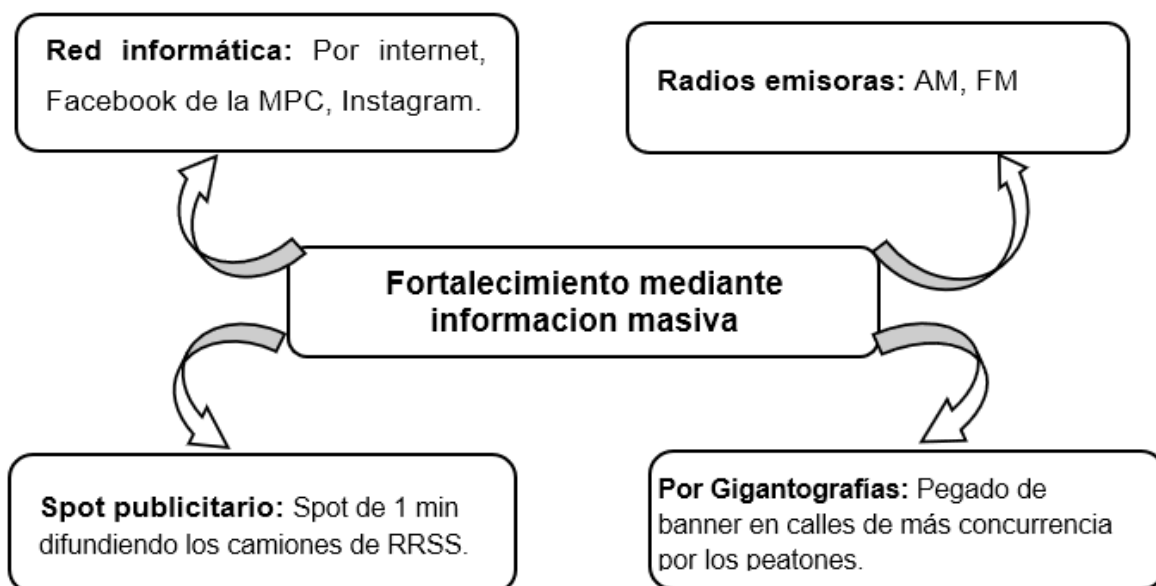 Red informática: Por internet,
Facebook de la MPC, Instagram.
Radios emisoras: AM, FM
Fortalecimiento mediante
informacion masiva
Spot publicitario: Spot de 1 min
difundiendo los camiones de RRSS.
Por Gigantografías: Pegado de
banner en calles de más concurrencia
por los peatones.